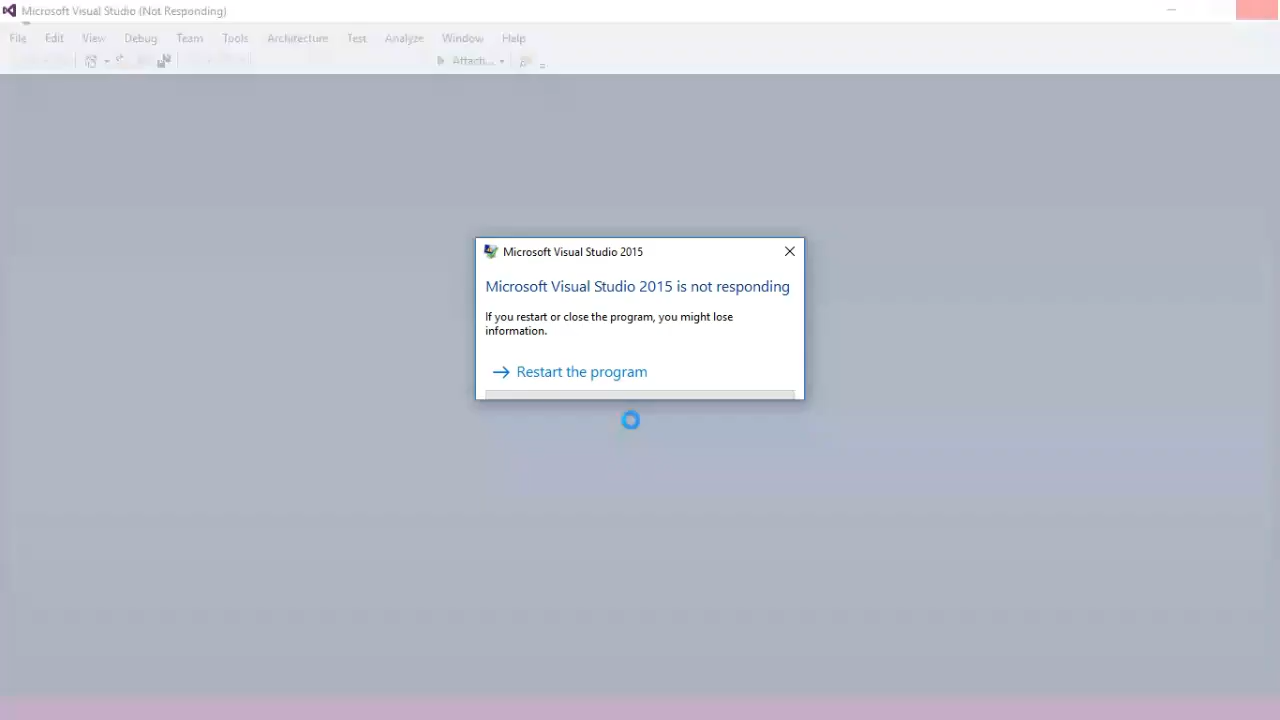 Microsoft Visual Studio (Not Responding)
File Edit View Debug Team Tools Architecture Test Analyze Window Help
Attach...
Microsoft Visual Studio 2015
Microsoft Visual Studio 2015 is not responding
If you restart or close the program, you might lose
information.
Restart the program